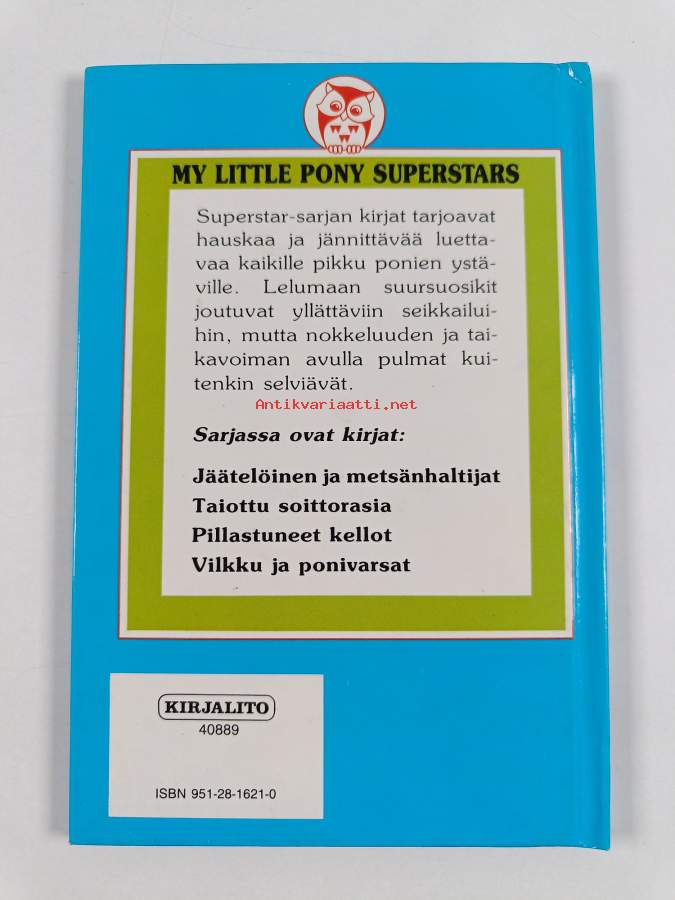 MY LITTLE PONY SUPERSTARS
Superstar-sarjan kirjat tarjoavat
hauskaa ja jännittävää luetta-
vaa kaikille pikku ponien ystä-
ville. Lelumaan suursuosikit
joutuvat yllättäviin seikkailui-
hin, mutta nokkeluuden ja tai-
kavoiman avulla pulmat kui-
tenkin selviävät.
Antikvariaatti.net
Sarjassa ovat kirjat:
Jäätelöinen ja metsänhaltijat
Taiottu soittorasia
Pillastuneet kellot
Vilkku ja ponivarsat
KIRJALITO
40889
ISBN 951-28-1621-0